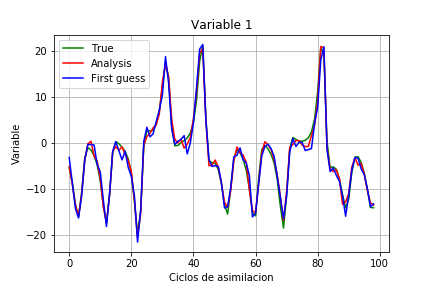 Variable 1
True
Analysis
First guess
20
10
0
−10
−20
Variable
0
20
40
60
80
100
Ciclos de asimilacion